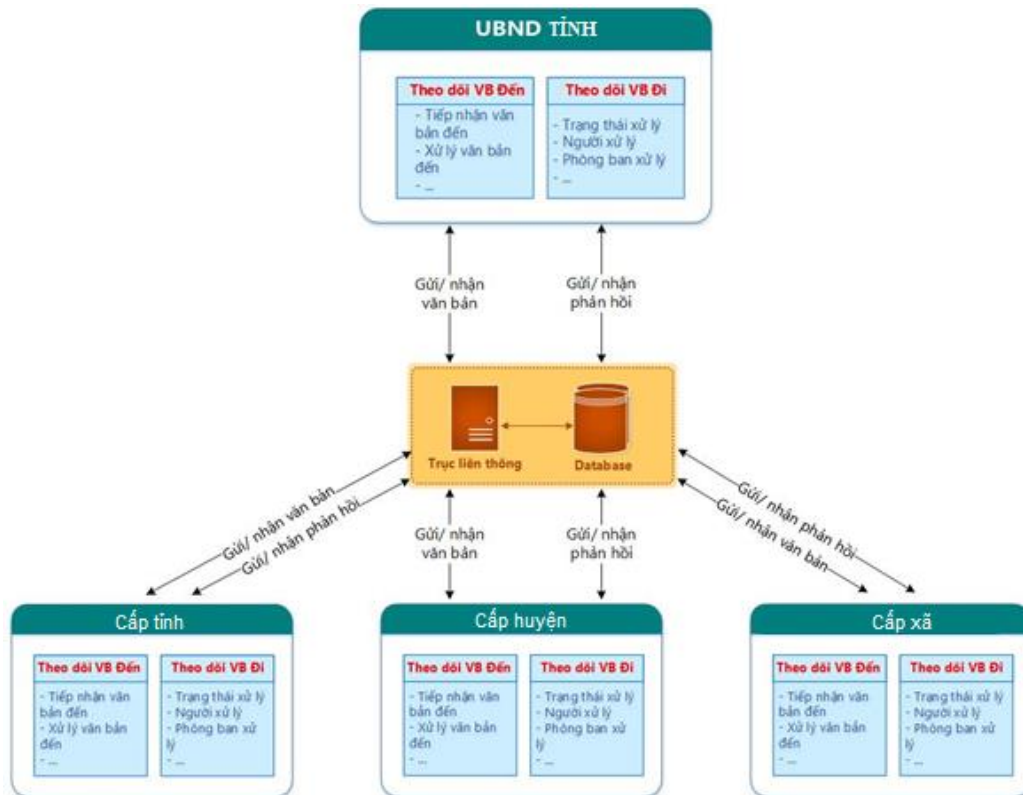 UBND TỈNH
Theo dõi VB Đến
- Tiếp nhận văn
bản đến
- Xử lý văn bản
đến
- ...
Theo dõi VB Đi
- Trạng thái xử lý
- Người xử lý
- Phòng ban xử lý
- ...
Gửi/ nhận
văn bản
Gửi/ nhận
phản hồi
Trục liên thông
Database
Gửi/ nhận văn bản
Gửi/ nhận phản hồi
Gửi/ nhận
văn bản
Gửi/ nhận
phản hồi
Gửi/ nhận phản hồi
Gửi/ nhận văn bản
Cấp tỉnh
Theo dõi VB Đến
- Tiếp nhận văn
bản đến
- Xử lý văn bản
đến
- ...
Theo dõi VB Đi
- Trạng thái xử lý
- Người xử lý
- Phòng ban xử
lý
- ...
Cấp huyện
Theo dõi VB Đến
- Tiếp nhận văn
bản đến
- Xử lý văn bản
đến
- ...
Theo dõi VB Đi
- Trạng thái xử lý
- Người xử lý
- Phòng ban xử
lý
- ...
Cấp xã
Theo dõi VB Đến
- Tiếp nhận văn
bản đến
- Xử lý văn bản
đến
- ...
Theo dõi VB Đi
- Trạng thái xử lý
- Người xử lý
- Phòng ban xử
lý
- ...